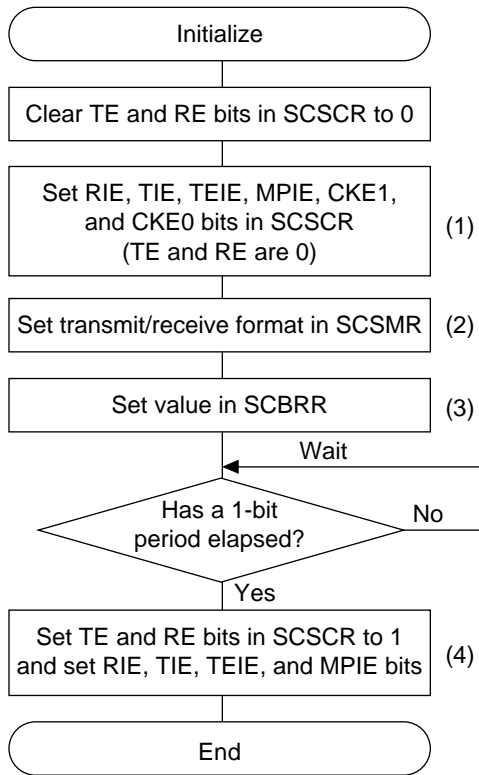 Initialize
Clear TE and RE bits in SCSCR to 0
Set RIE, TIE, TEIE, MPIE, CKE1,
and CKE0 bits in SCSCR
(TE and RE are 0)
(1)
Set transmit/receive format in SCSMR
(2)
Set value in SCBRR
(3)
Wait
Has a 1-bit
period elapsed?
No
Yes
Set TE and RE bits in SCSCR to 1
and set RIE, TIE, TEIE, and MPIE bits
(4)
End